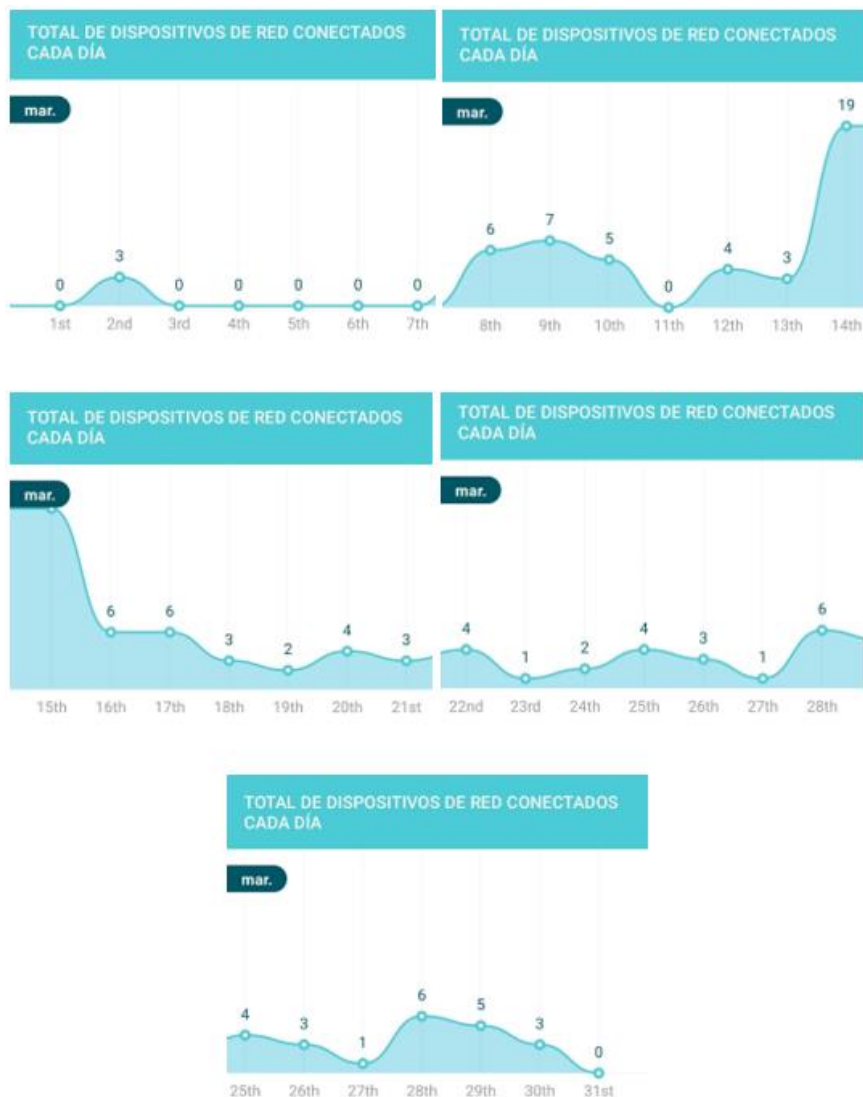 TOTAL DE DISPOSITIVOS DE RED CONECTADOS
CADA DÍA
mar.
3
0 0 0 0 0 0
1st 2nd 3rd 4th 5th 6th 7th
TOTAL DE DISPOSITIVOS DE RED CONECTADOS
CADA DÍA
mar.
19
6 7 5 0 4 3
8th 9th 10th 11th 12th 13th 14th
TOTAL DE DISPOSITIVOS DE RED CONECTADOS
CADA DÍA
mar.
6 6 3 2 4 3
15th 16th 17th 18th 19th 20th 21st
TOTAL DE DISPOSITIVOS DE RED CONECTADOS
CADA DÍA
mar.
4 1 2 4 3 1 6
22nd 23rd 24th 25th 26th 27th 28th
TOTAL DE DISPOSITIVOS DE RED CONECTADOS
CADA DÍA
mar.
4 3 1 6 5 3 0
25th 26th 27th 28th 29th 30th 31st